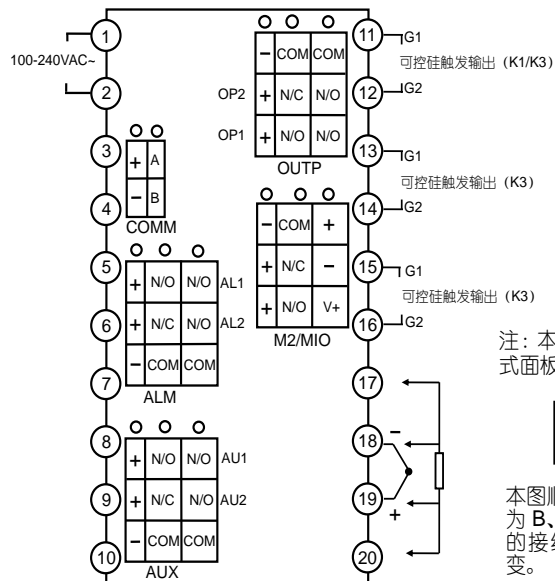 1
100-240VAC~
2
3
4
+ A
− B
COMM
5
6
7
+ N/O N/O AL1
+ N/C N/O AL2
− COM COM
ALM
8
9
10
+ N/O N/O AU1
+ N/C N/O AU2
− COM COM
AUX
− COM COM
OP2 + N/C N/O
OP1 + N/O N/O
OUTP
− COM +
+ N/C −
+ N/O V+
M2/MIO
11 G1
可控硅触发输出 (K1/K3)
12 G2
13 G1
可控硅触发输出 (K3)
14 G2
15 G1
可控硅触发输出 (K3)
16 G2
17
18 −
19 +
20
注: 本
式面板
本图
为 B、
的接
变。